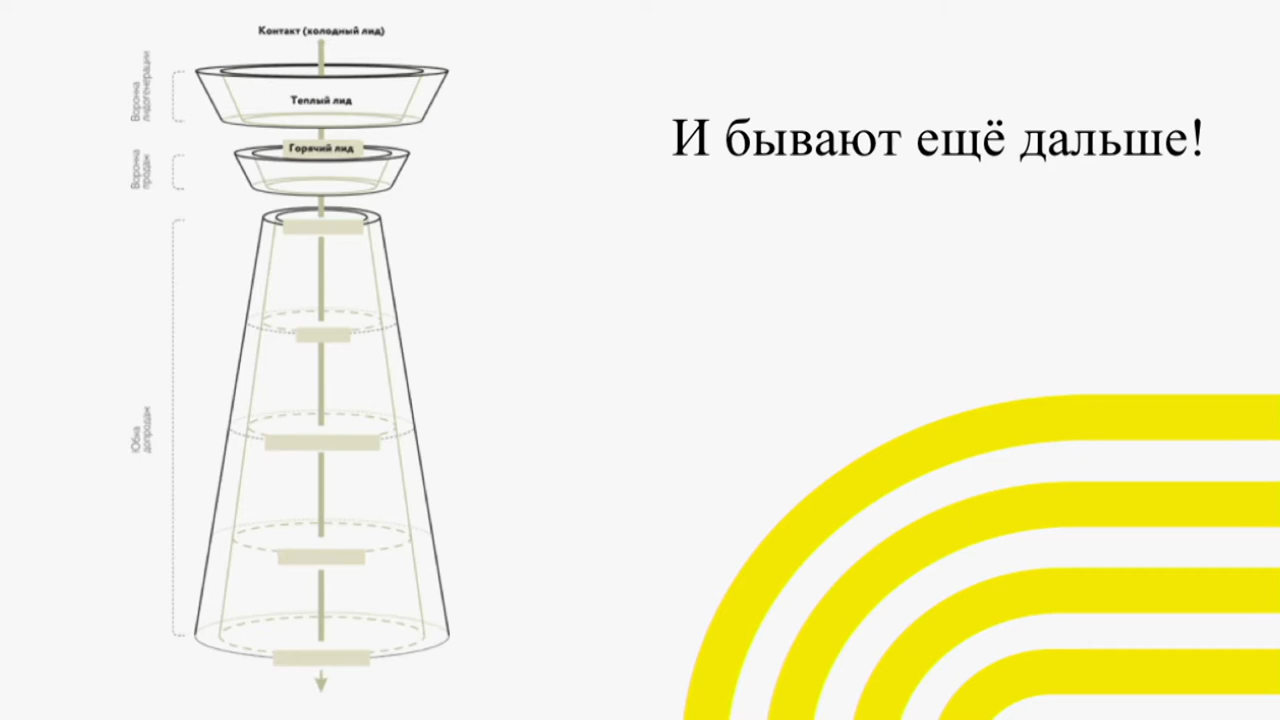 Контакт (холодный лид)
Воронка
лидогенерации
Теплый лид
И бывают ещё дальше!
Воронка
продаж
Горячий лид
Юбка
допродаж